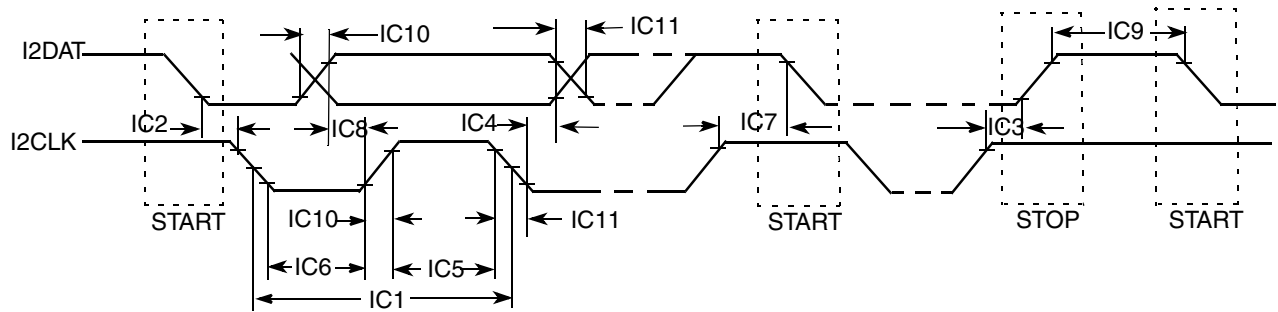 IC10
IC11
IC9
I2DAT
IC2
IC8
IC4
IC7
IC3
I2CLK
START
IC10
IC11
START
STOP
START
IC6
IC5
IC1